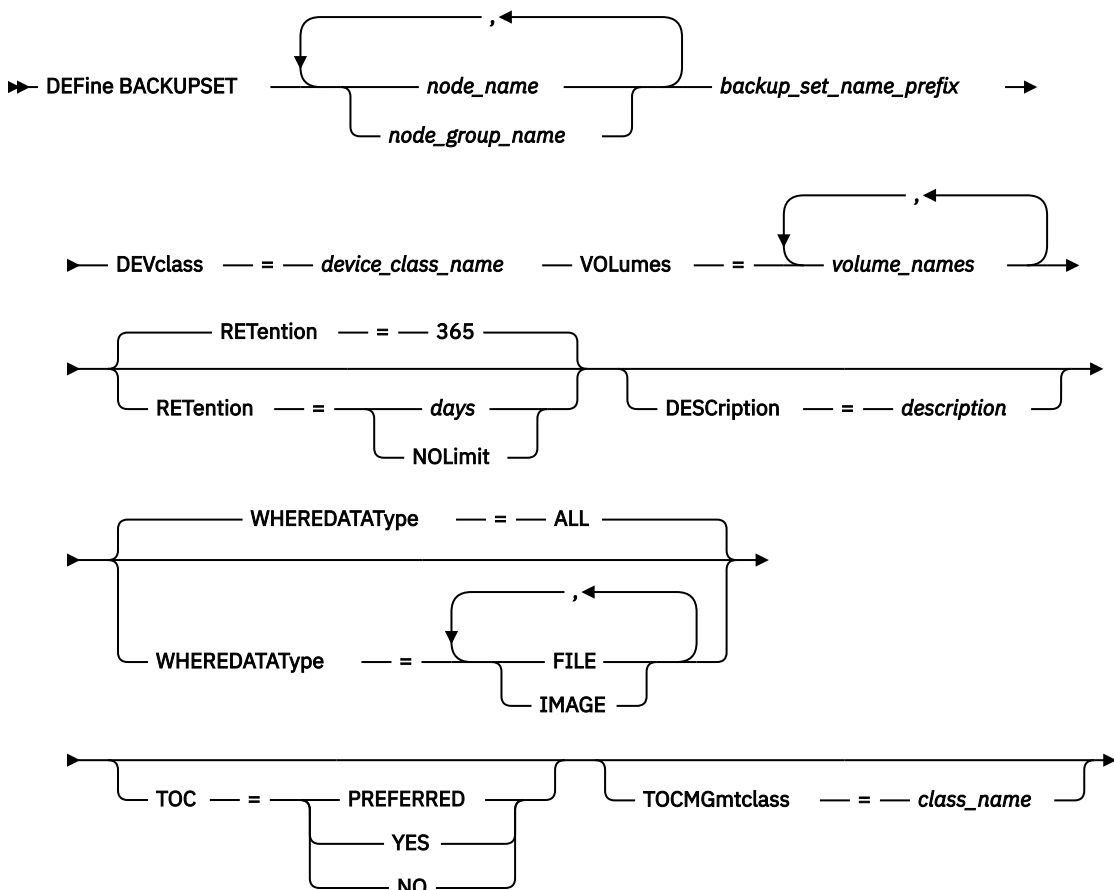 ,
DEFine BACKUPSET node_name backup_set_name_prefix
node_group_name
,
DEVclass = device_class_name VOLumes = volume_names
RETention = 365
RETention = days DESCription = description
NOLimit
WHEREDATAType = ALL
,
WHEREDATAType = FILE
IMAGE
TOC = PREFERRED TOCMGmtclass = class_name
YES
NO